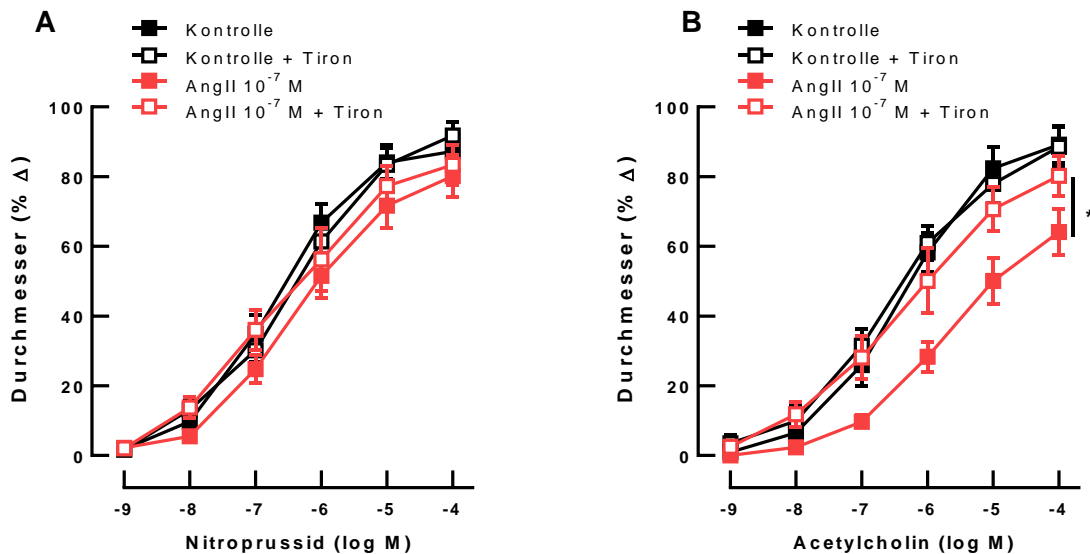 A
Kontrolle
Kontrolle + Tiron
AngII 10⁻⁷ M
AngII 10⁻⁷ M + Tiron
Durchmesser (% Δ)
100
80
60
40
20
0
-9 -8 -7 -6 -5 -4
Nitroprussid (log M)
B
Kontrolle
Kontrolle + Tiron
AngII 10⁻⁷ M
AngII 10⁻⁷ M + Tiron
Durchmesser (% Δ)
100
80
60
40
20
0
*
-9 -8 -7 -6 -5 -4
Acetylcholin (log M)